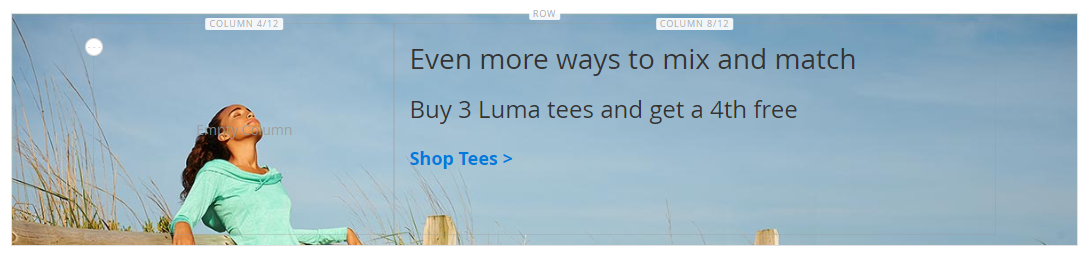 ROW
COLUMN 4/12
COLUMN 8/12
Even more ways to mix and match
Empty Column
Buy 3 Luma tees and get a 4th free
Shop Tees >